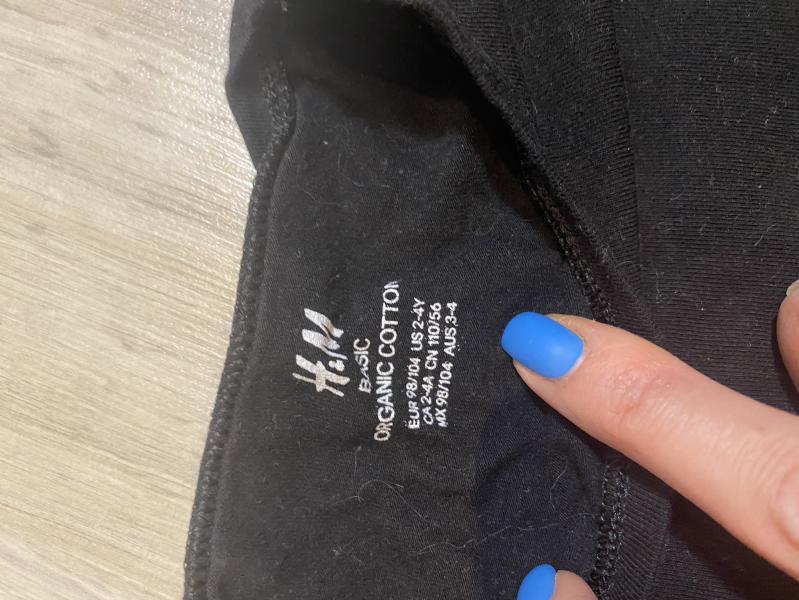 H&M
BASIC
ORGANIC COTTON
EUR 98/104 US 2-4Y
CA 2-4A CN 110/56
MX 98/104 AUS 3-4